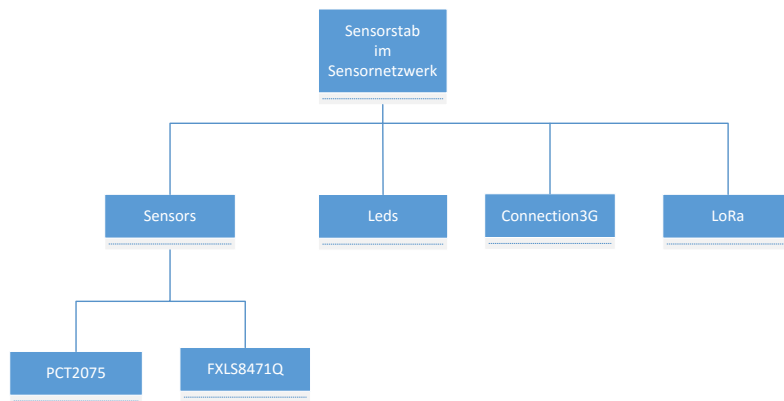 Sensorstab
im
Sensornetzwerk
Sensors
Leds
Connection3G
LoRa
PCT2075
FXLS8471Q